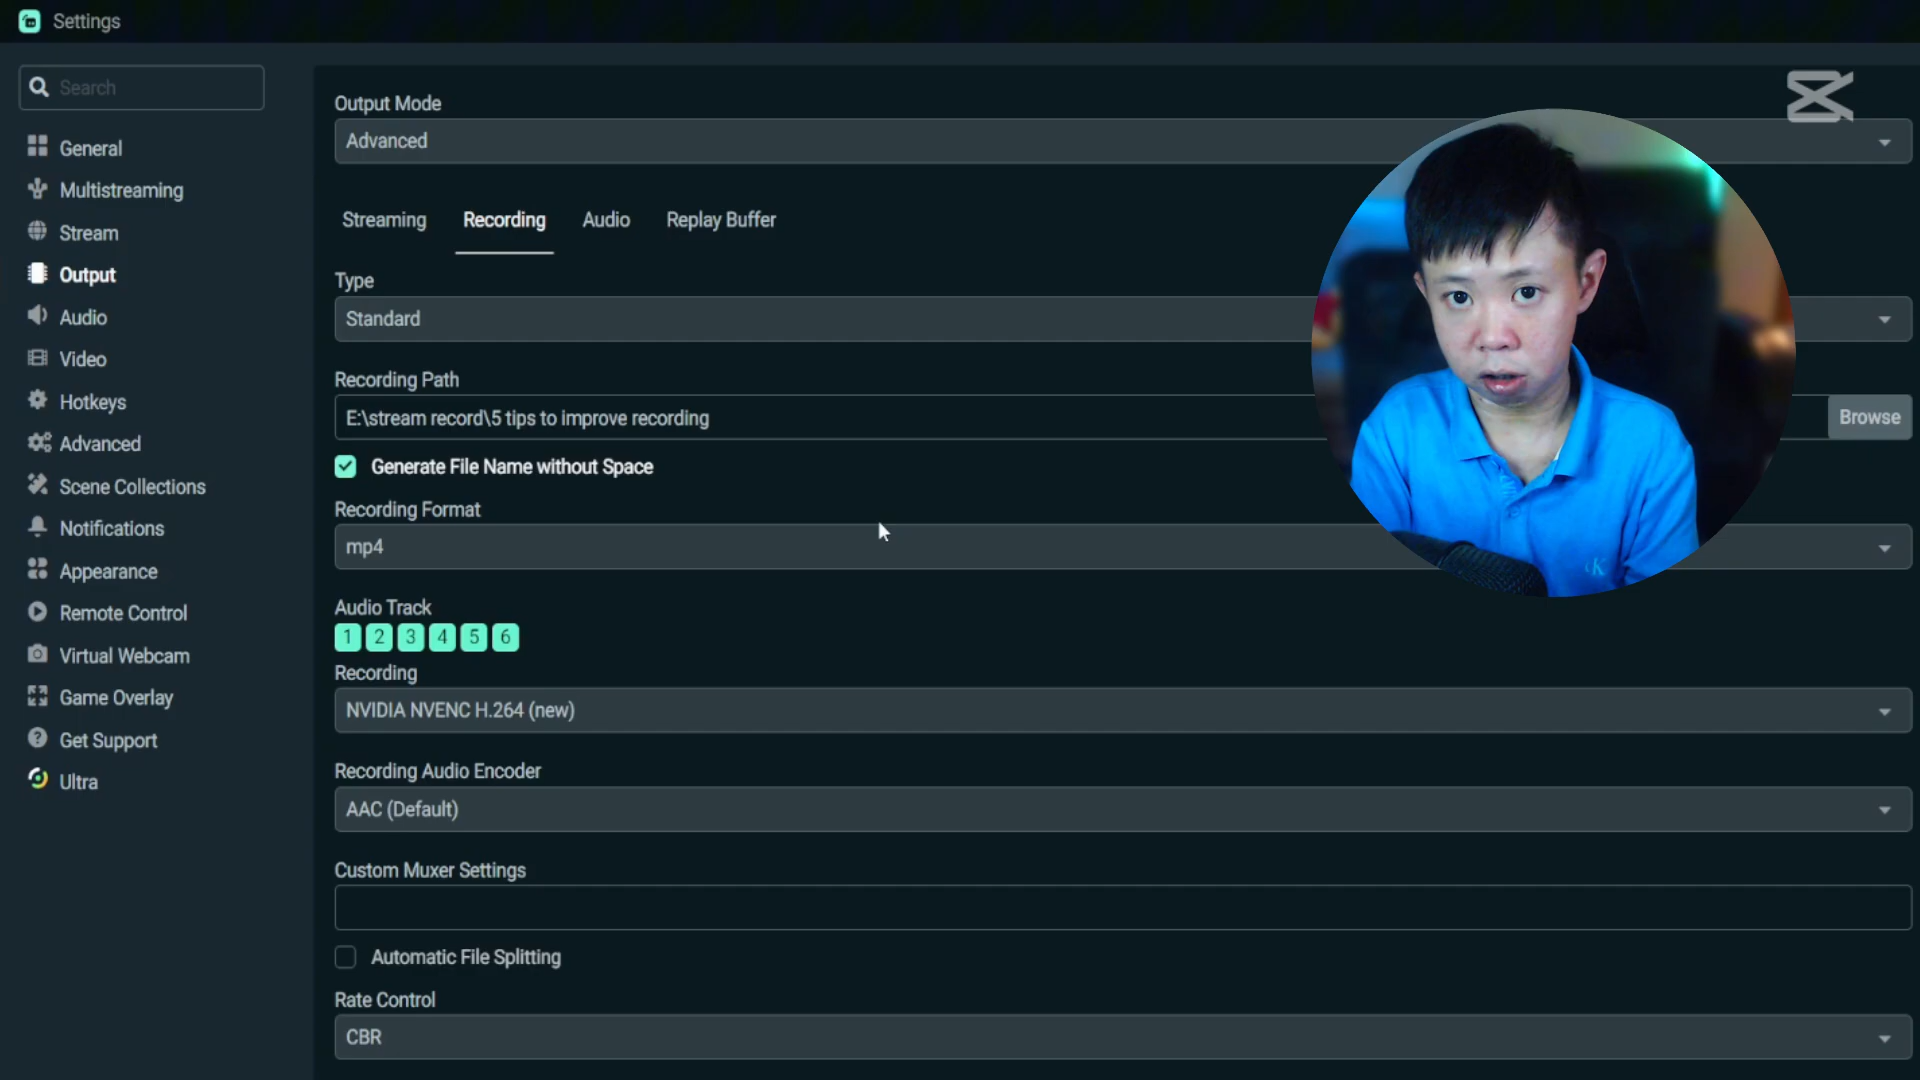 Settings
Search
General
Multistreaming
Stream
Output
Audio
Video
Hotkeys
Advanced
Scene Collections
Notifications
Appearance
Remote Control
Virtual Webcam
Game Overlay
Get Support
Ultra
Output Mode
Advanced
Streaming Recording Audio Replay Buffer
Type
Standard
Recording Path
E:\stream record\5 tips to improve recording
Browse
Generate File Name without Space
Recording Format
mp4
Audio Track
1 2 3 4 5 6
Recording
NVIDIA NVENC H.264 (new)
Recording Audio Encoder
AAC (Default)
Custom Muxer Settings
Automatic File Splitting
Rate Control
CBR
cK